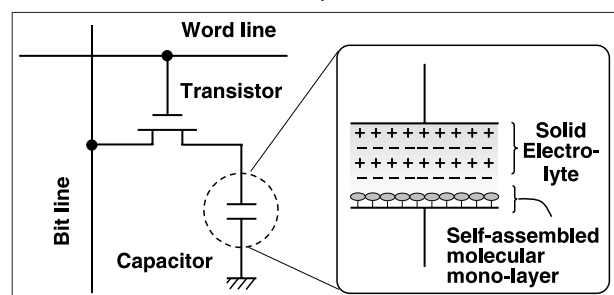 Word line
Transistor
Bit line
Capacitor
Solid
Electro-
lyte
Self-assembled
molecular
mono-layer